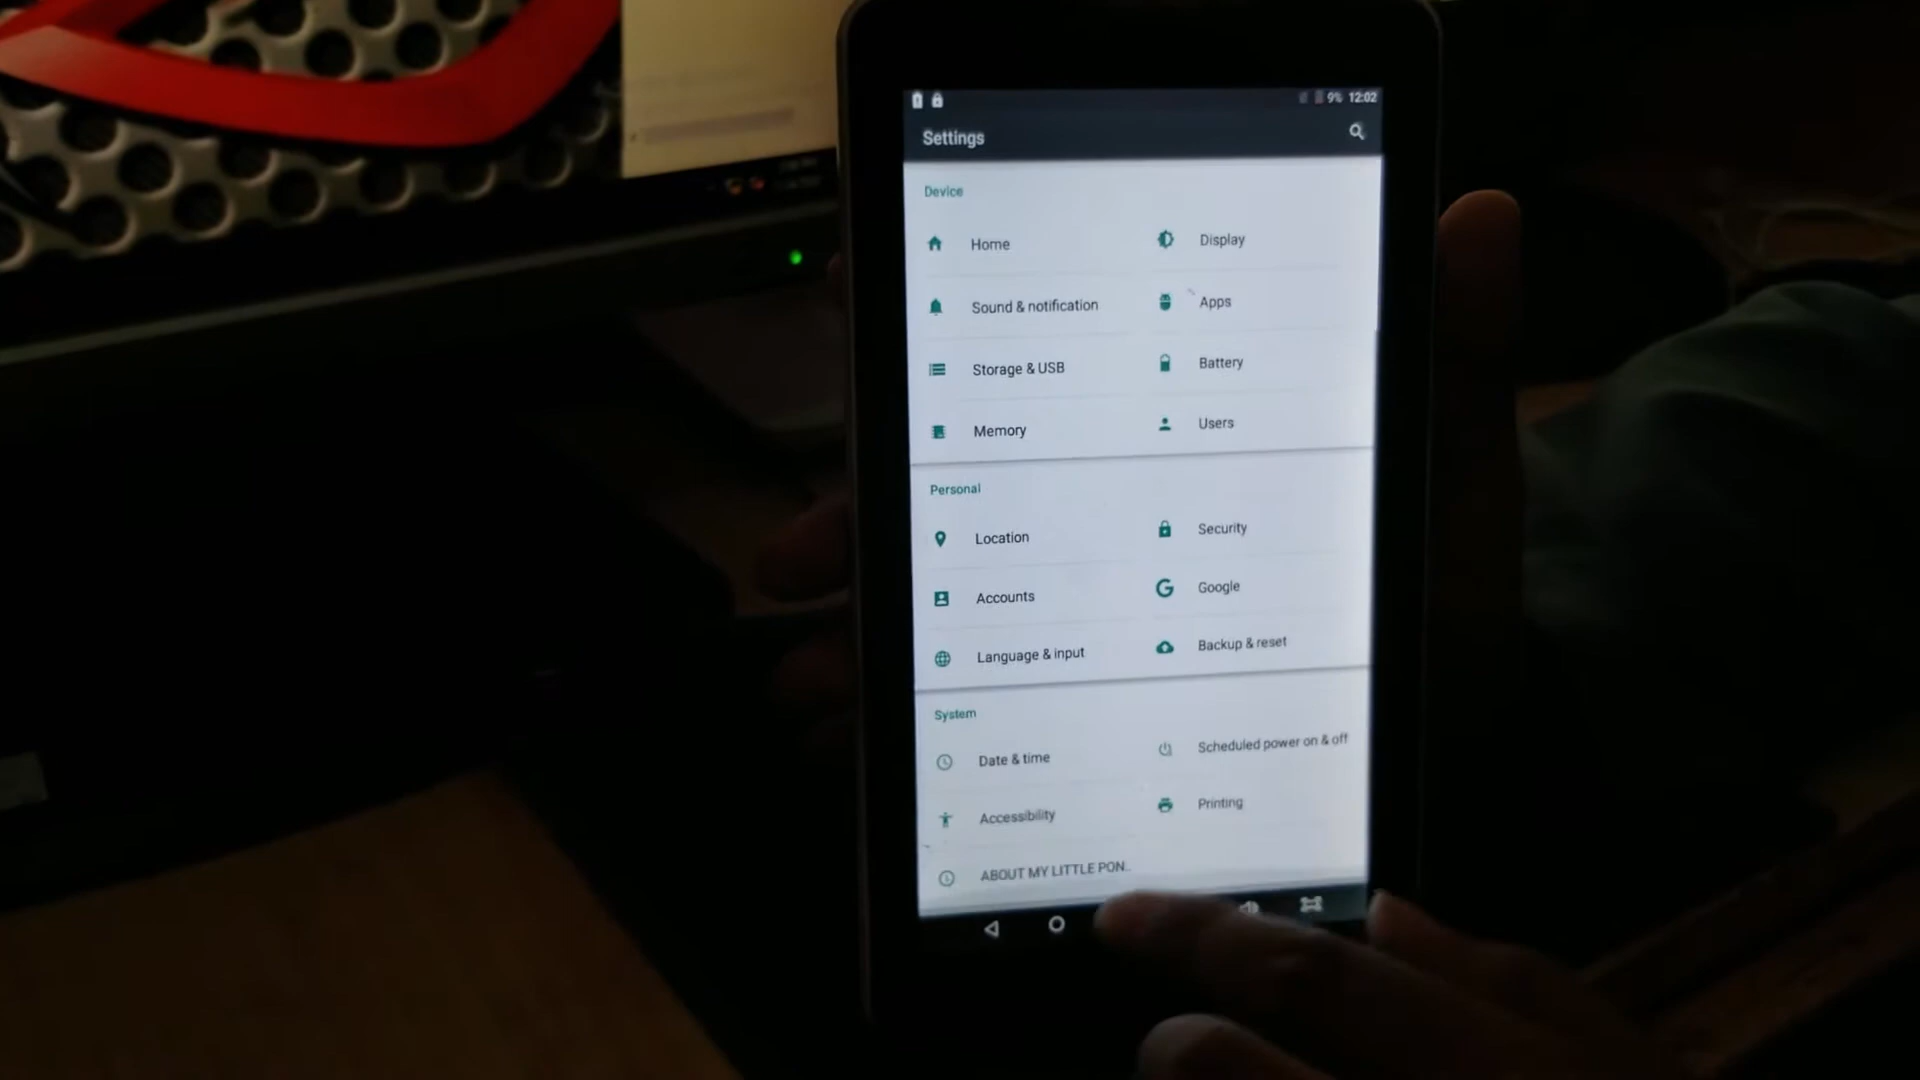 9% 12:02
Settings
Device
Home
Display
Sound & notification
Apps
Storage & USB
Battery
Memory
Users
Personal
Location
Security
Accounts
Google
Language & input
Backup & reset
System
Date & time
Scheduled power on & off
Accessibility
Printing
ABOUT MY LITTLE PON..